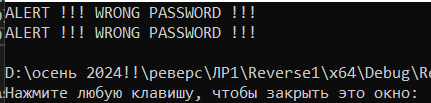 ALERT !!! WRONG PASSWORD !!!
ALERT !!! WRONG PASSWORD !!!
D:\осень 2024!!\реверс\ЛР1\Reverse1\x64\Debug\Re
Нажмите любую клавишу, чтобы закрыть это окно: